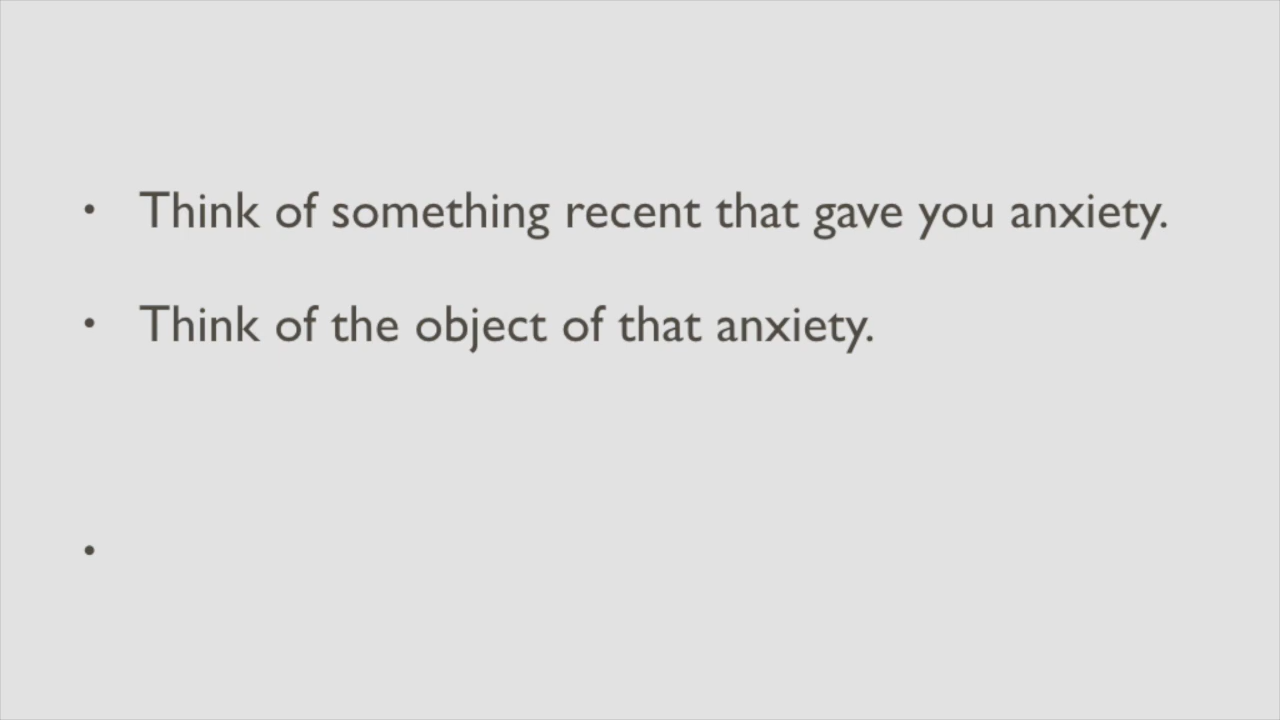 • Think of something recent that gave you anxiety.
• Think of the object of that anxiety.
•